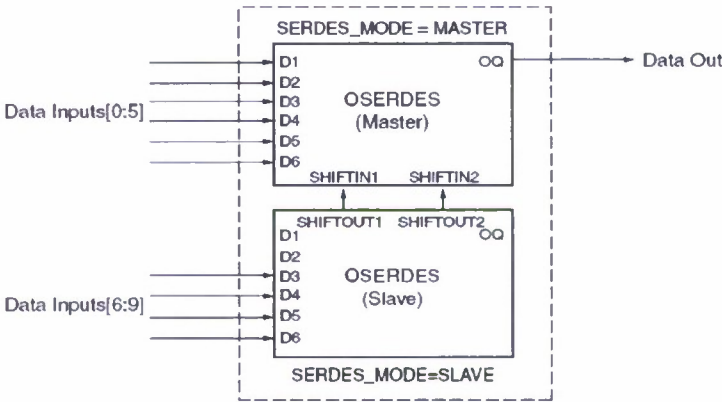 SERDES_MODE = MASTER
D1
D2
D3
D4
D5
D6
OQ
OSERDES
(Master)
SHIFTIN1 SHIFTIN2
Data Inputs[0:5]
Data Out
SHIFTOUT1 SHIFTOUT2
D1
D2
D3
D4
D5
D6
OQ
OSERDES
(Slave)
Data Inputs[6:9]
SERDES_MODE=SLAVE